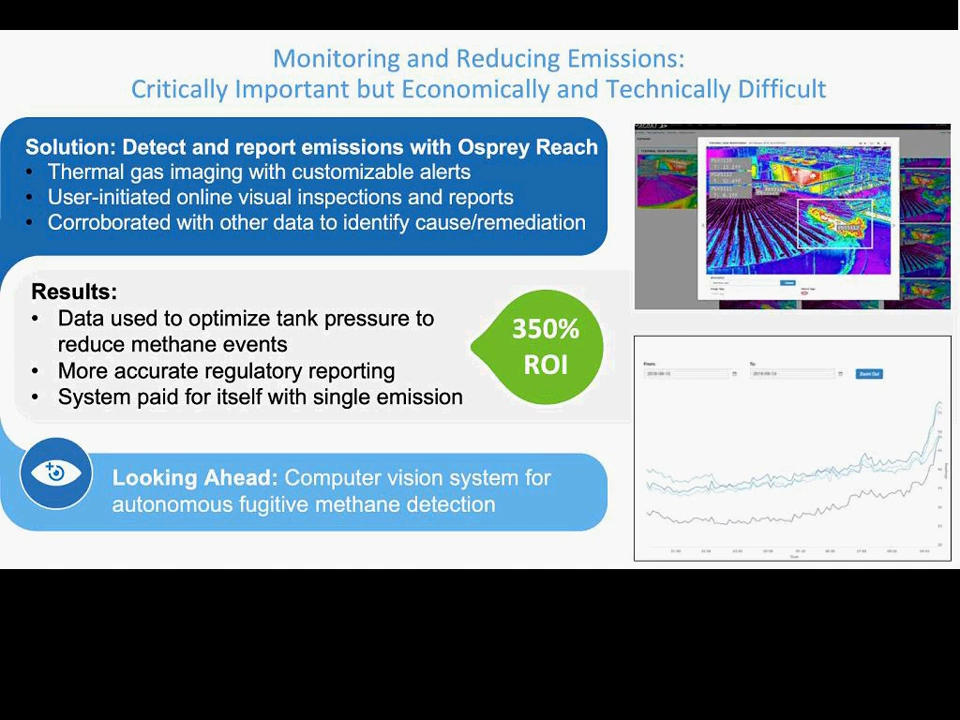 Monitoring and Reducing Emissions:
Critically Important but Economically and Technically Difficult
Solution: Detect and report emissions with Osprey Reach
• Thermal gas imaging with customizable alerts
• User-initiated online visual inspections and reports
• Corroborated with other data to identify cause/remediation
Results:
• Data used to optimize tank pressure to
reduce methane events
• More accurate regulatory reporting
• System paid for itself with single emission
350%
ROI
Looking Ahead: Computer vision system for
autonomous fugitive methane detection
From:
To:
Zoom Out